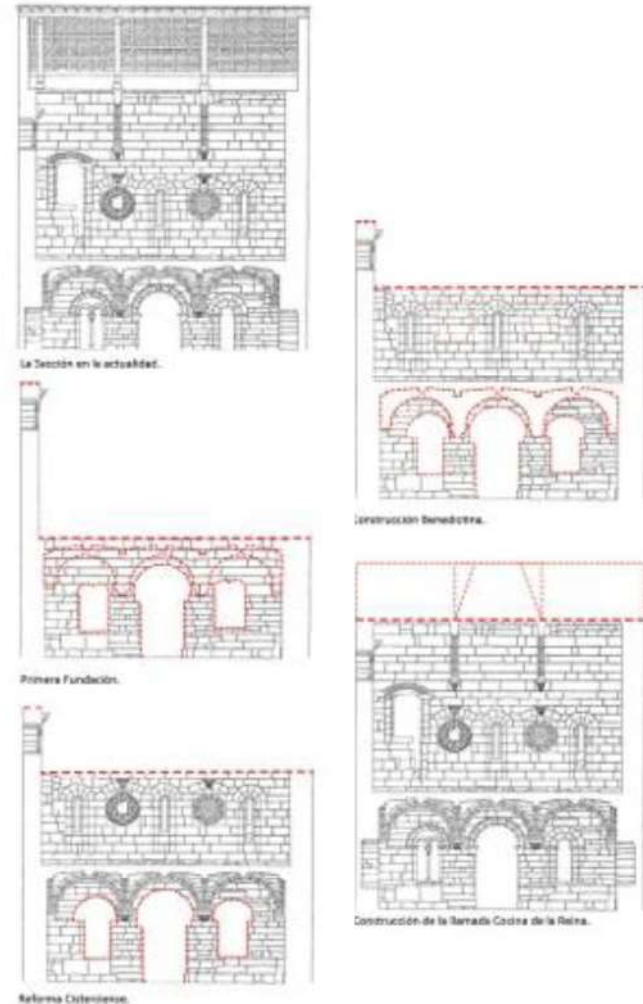 La Sección en la actualidad.
Construcción Benedictina.
Primera Fundación.
Construcción de la llamada Cocina de la Reina.
Reforma Cisterciense.